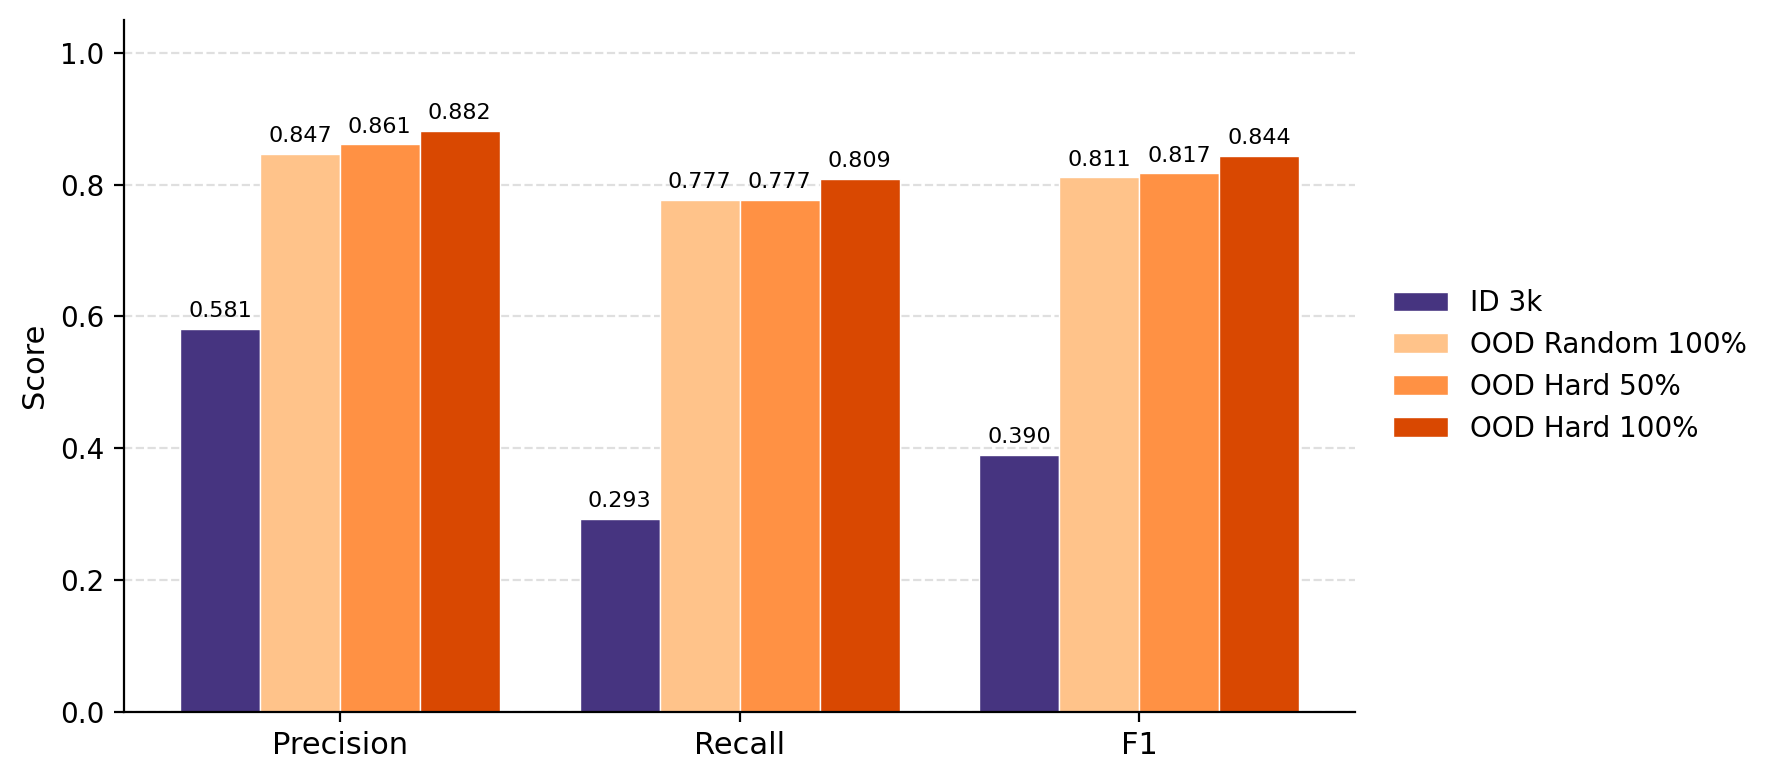 1.0
0.8
0.6
0.4
0.2
0.0
Score
0.581
0.847
0.861
0.882
0.293
0.777
0.777
0.809
0.390
0.811
0.817
0.844
Precision
Recall
F1
ID 3k
OOD Random 100%
OOD Hard 50%
OOD Hard 100%